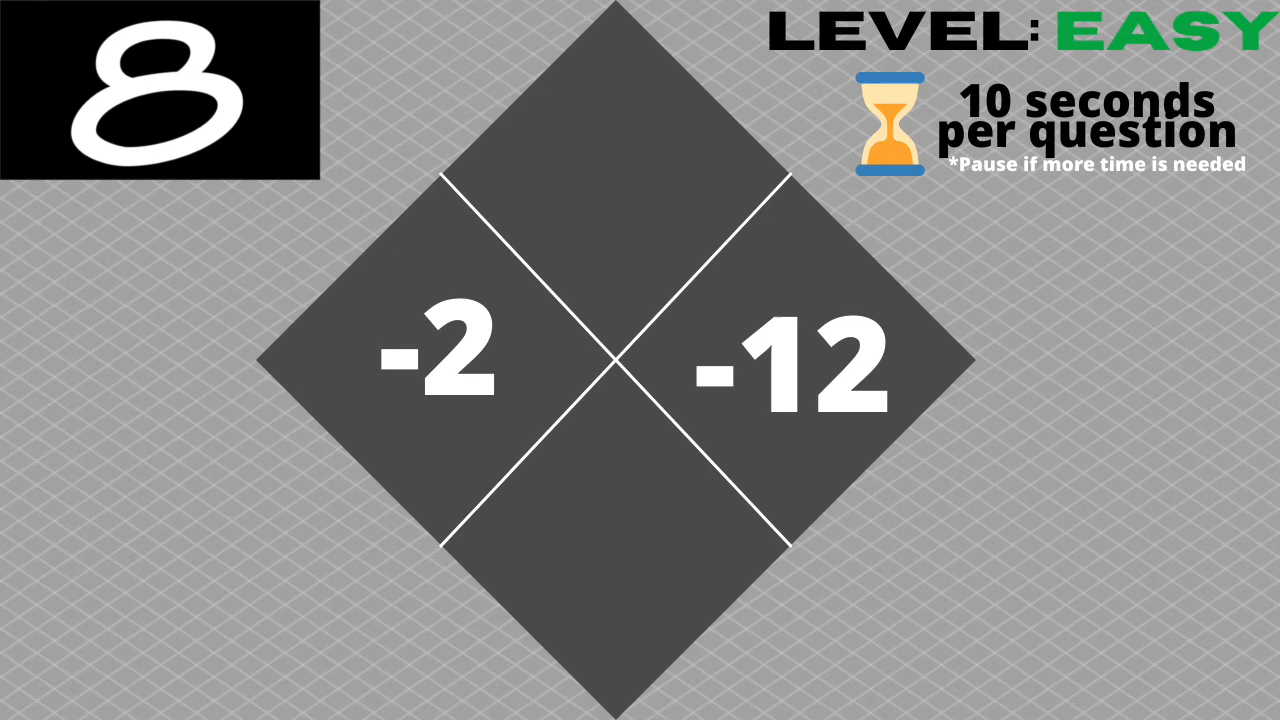 8
LEVEL: EASY
10 seconds
per question
*Pause if more time is needed
-2
-12